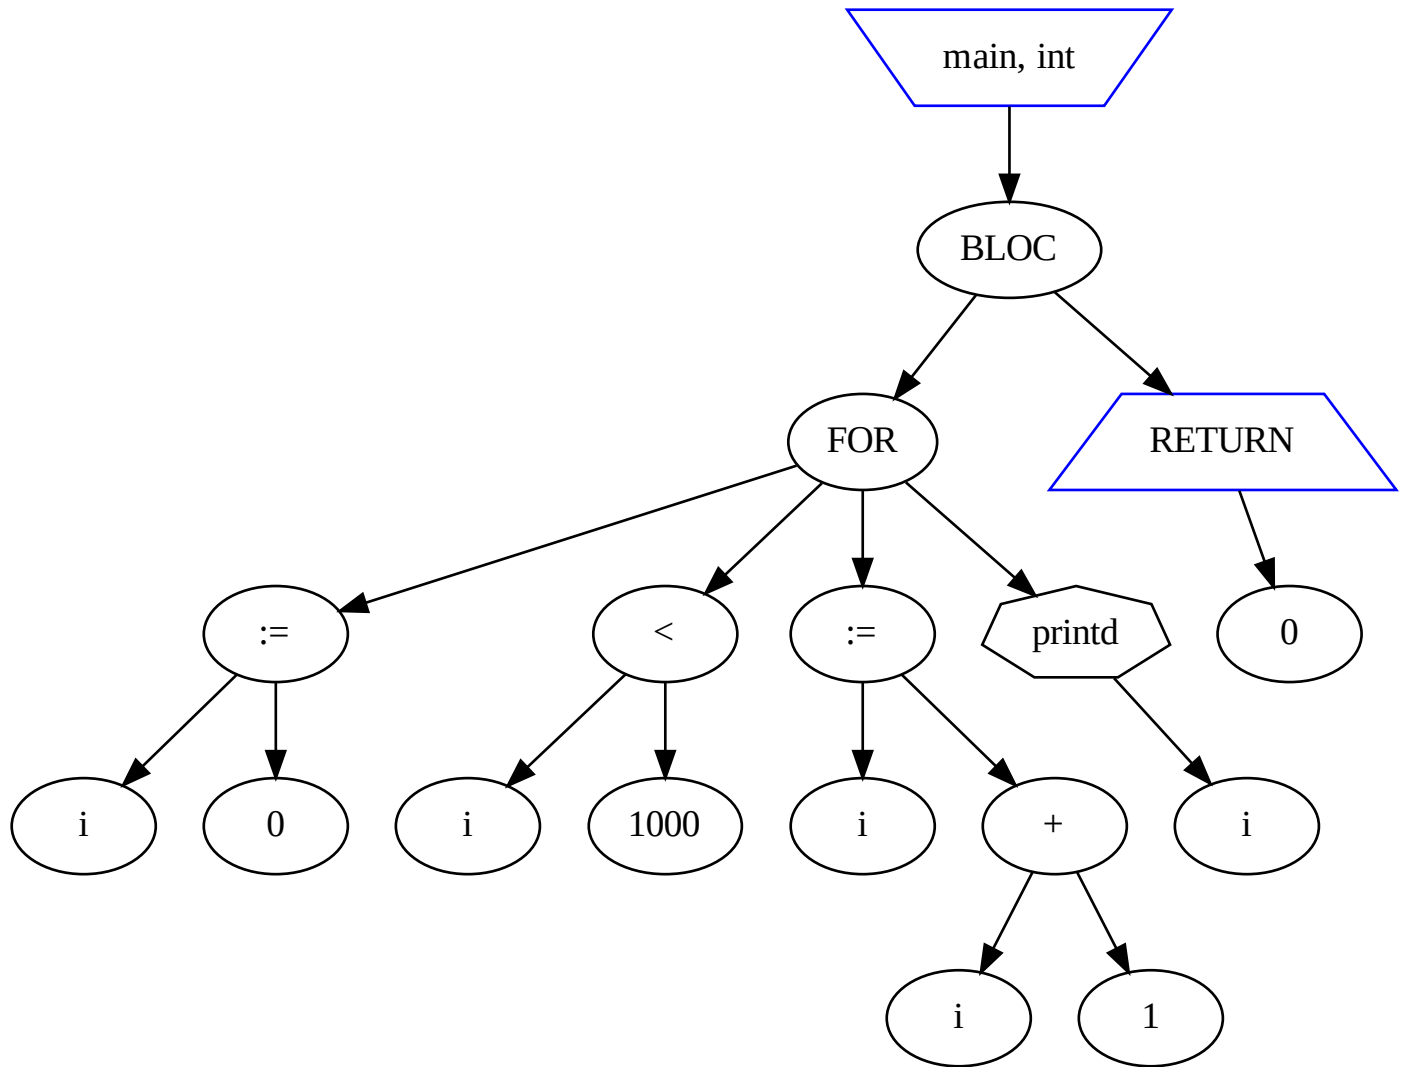 main, int
BLOC
FOR
RETURN
:=
<
:=
printd
0
i
0
i
1000
i
+
i
i
1